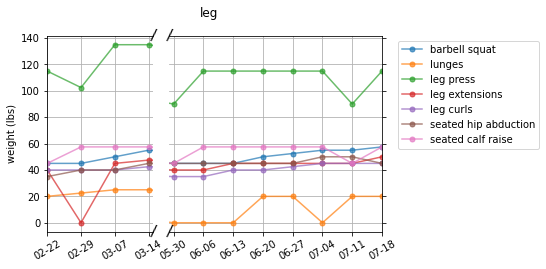 leg
140
120
100
80
60
40
20
0
weight (lbs)
02-22
02-29
03-07
03-14
05-30
06-06
06-13
06-20
06-27
07-04
07-11
07-18
barbell squat
lunges
leg press
leg extensions
leg curls
seated hip abduction
seated calf raise